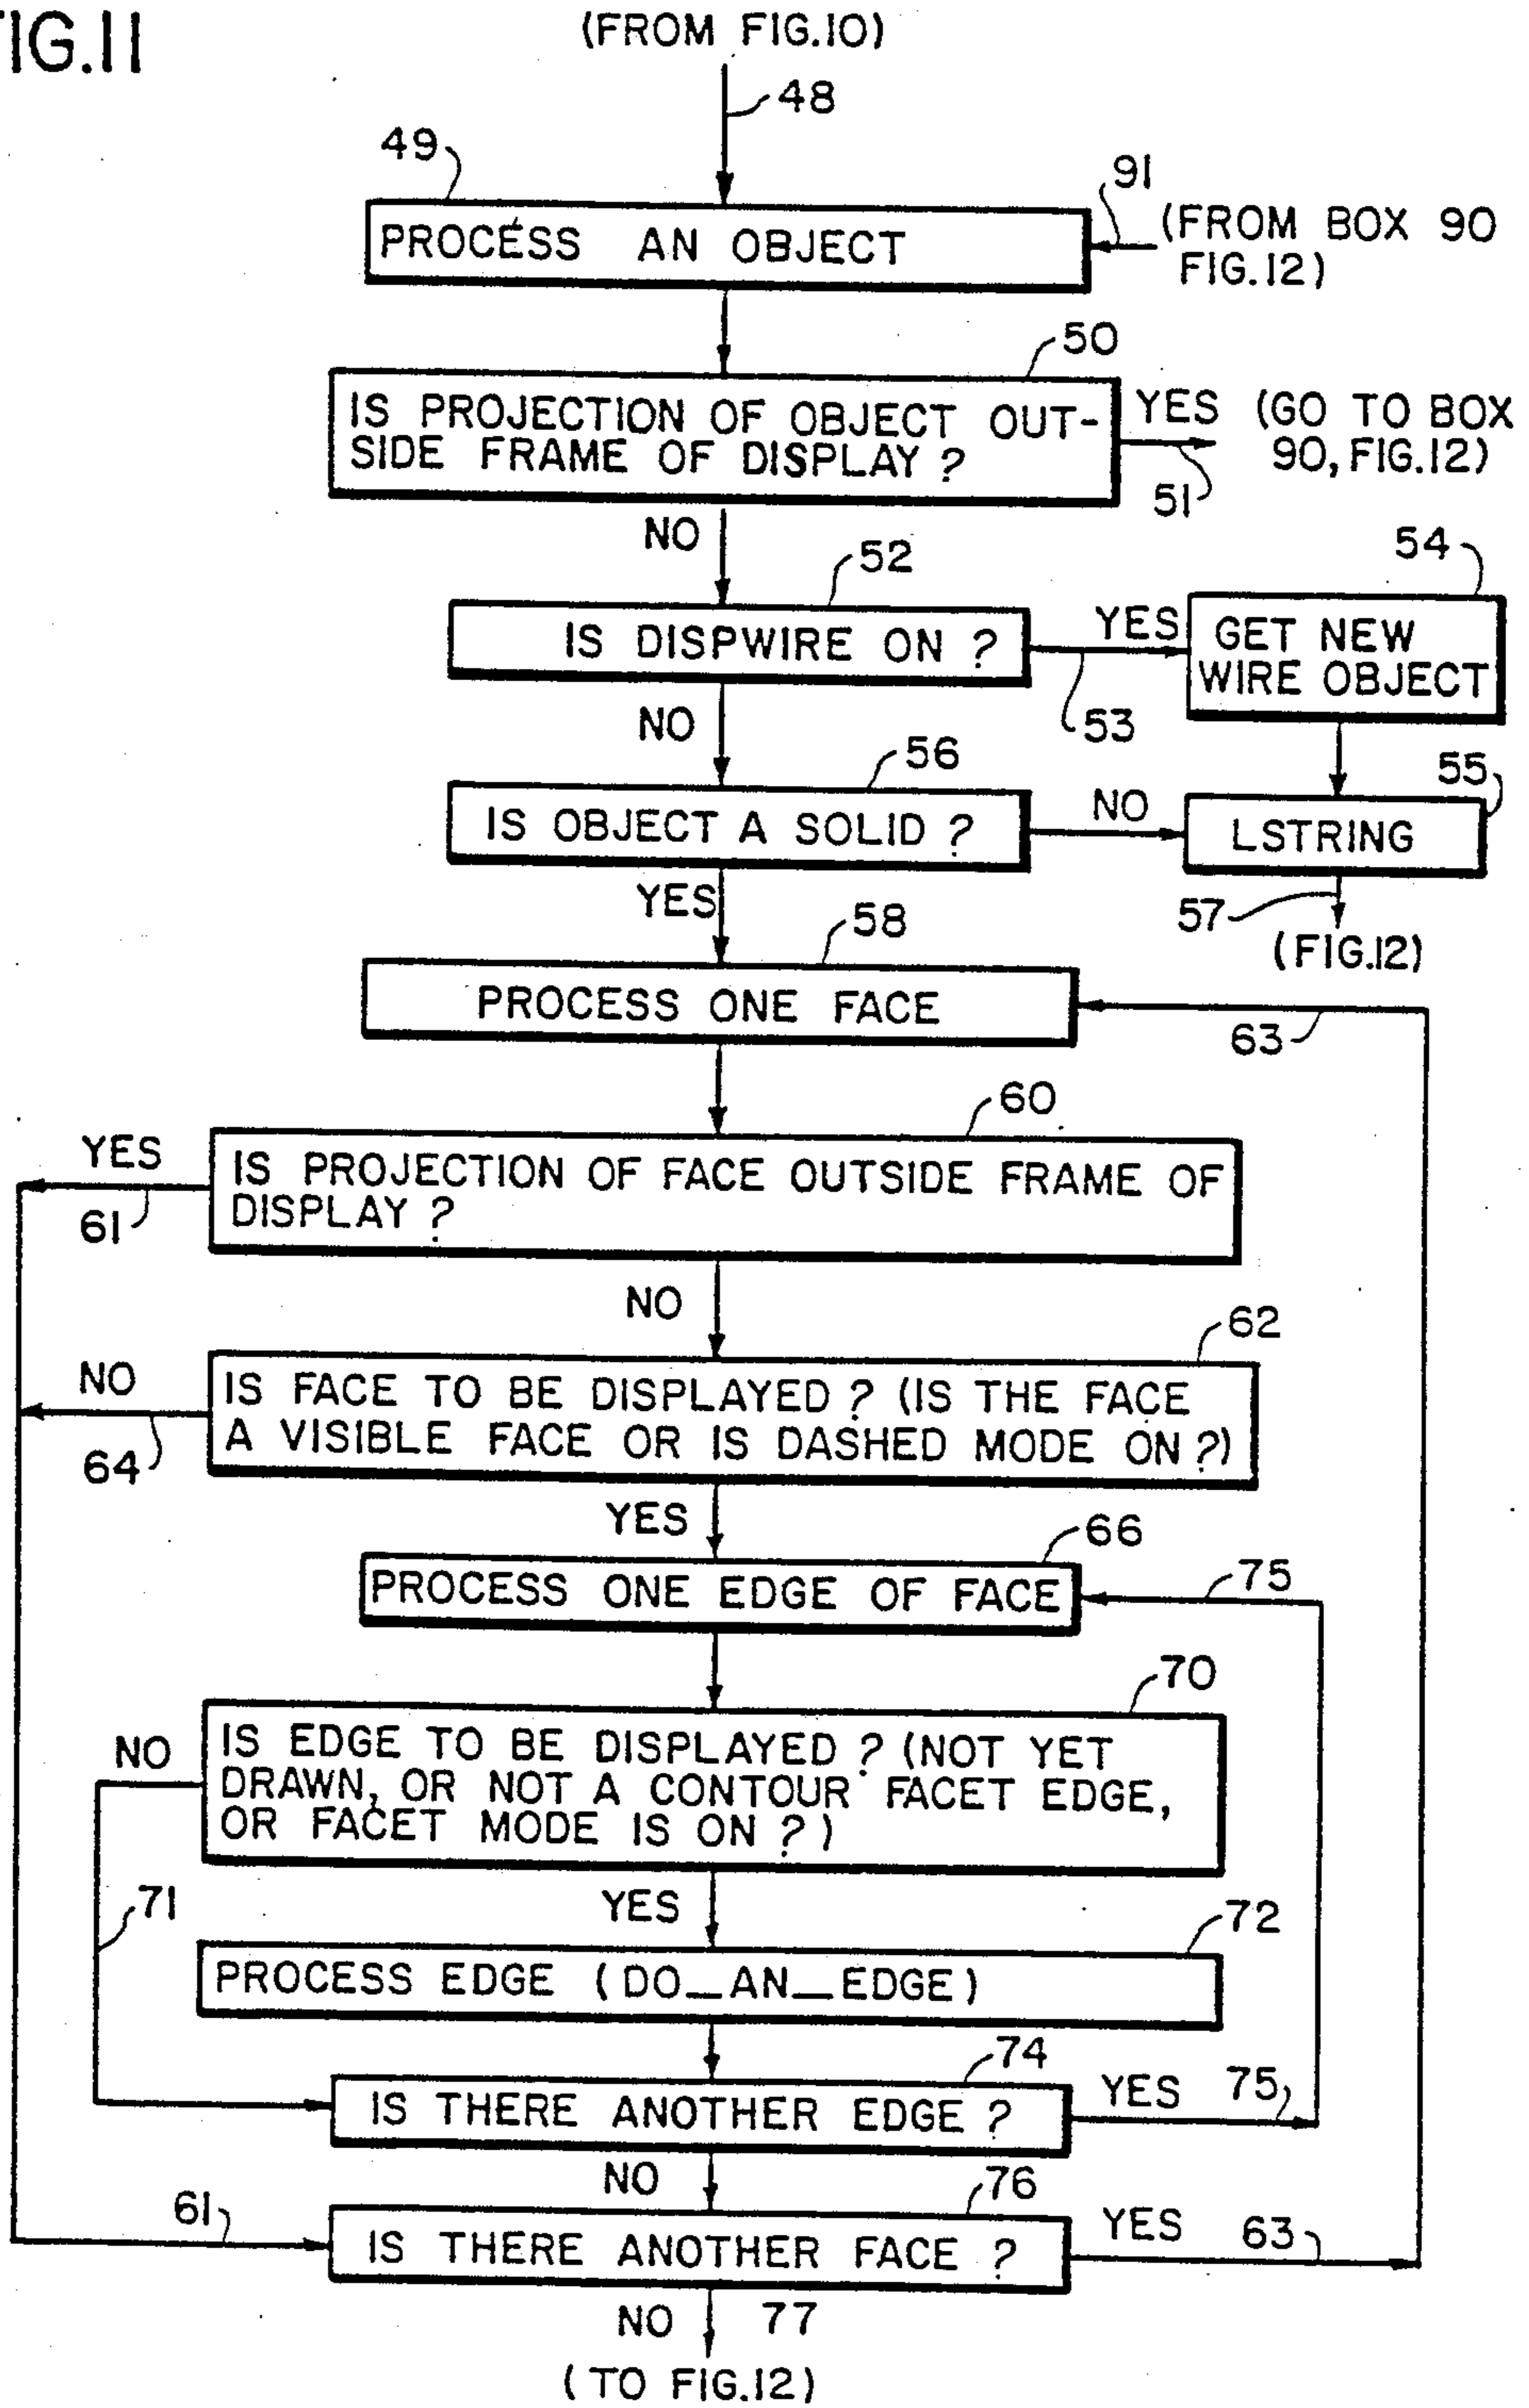 FIG.11
(FROM FIG.10)
48
49
PROCESS AN OBJECT
91
(FROM BOX 90
FIG.12)
50
IS PROJECTION OF OBJECT OUT-
SIDE FRAME OF DISPLAY ?
YES
(GO TO BOX
90, FIG.12)
51
NO
52
IS DISPWIRE ON ?
YES
53
54
GET NEW
WIRE OBJECT
NO
56
IS OBJECT A SOLID ?
NO
55
LSTRING
57
(FIG.12)
YES
58
PROCESS ONE FACE
63
60
YES
61
IS PROJECTION OF FACE OUTSIDE FRAME OF
DISPLAY ?
NO
62
NO
64
IS FACE TO BE DISPLAYED ? (IS THE FACE
A VISIBLE FACE OR IS DASHED MODE ON ?)
YES
66
PROCESS ONE EDGE OF FACE
75
70
NO
IS EDGE TO BE DISPLAYED ? (NOT YET
DRAWN, OR NOT A CONTOUR FACET EDGE,
OR FACET MODE IS ON ?)
71
YES
72
PROCESS EDGE (DO_AN_EDGE)
74
IS THERE ANOTHER EDGE ?
YES
75
NO
76
61
IS THERE ANOTHER FACE ?
YES
63
NO
77
(TO FIG.12)